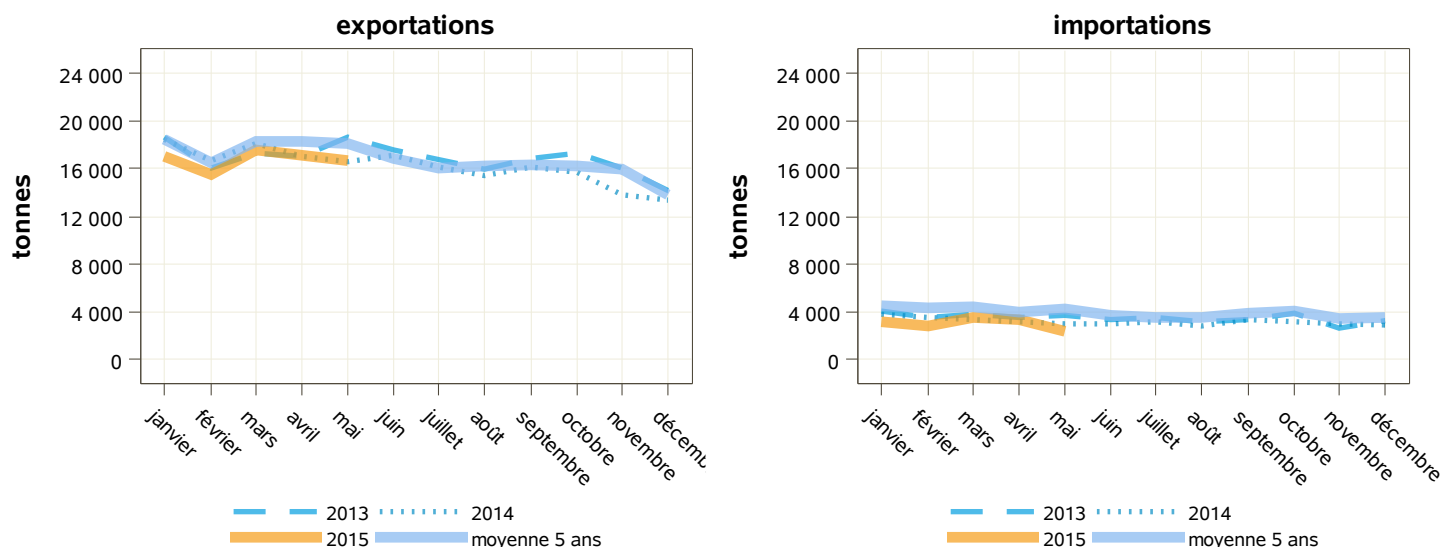 exportations
tonnes
24 000
20 000
16 000
12 000
8 000
4 000
0
janvier
février
mars
avril
mai
juin
juillet
août
septembre
octobre
novembre
décemb
2013
2014
2015
moyenne 5 ans
importations
tonnes
24 000
20 000
16 000
12 000
8 000
4 000
0
janvier
février
mars
avril
mai
juin
juillet
août
septembre
octobre
novembre
décembre
2013
2014
2015
moyenne 5 ans